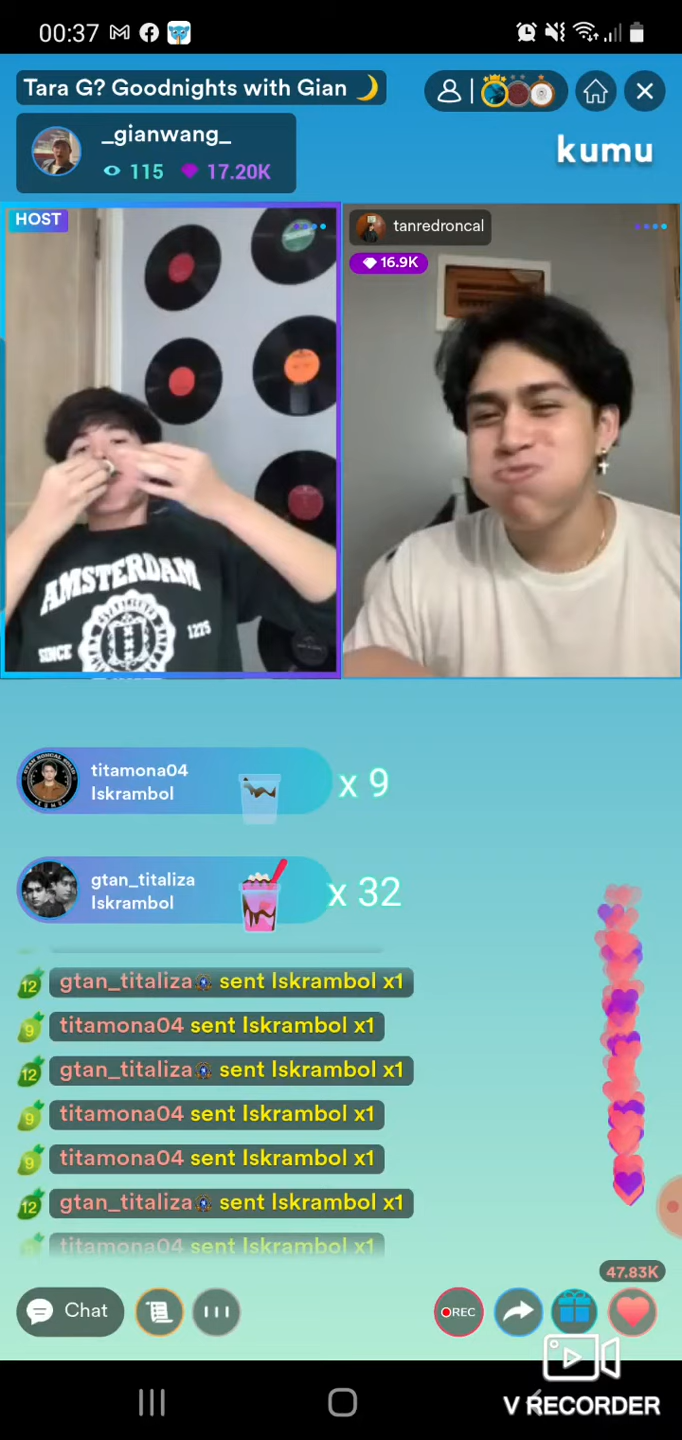 00:37
Tara G? Goodnights with Gian
_gianwang_
115
17.20K
kumu
HOST
tanredroncal
16.9K
AMSTERDAM
SINCE
1275
titamona04
Iskrambol
x 9
gtan_titaliza
Iskrambol
x 32
12 gtan_titaliza sent Iskrambol x1
9 titamona04 sent Iskrambol x1
12 gtan_titaliza sent Iskrambol x1
9 titamona04 sent Iskrambol x1
9 titamona04 sent Iskrambol x1
12 gtan_titaliza sent Iskrambol x1
titamona04 sent Iskrambol x1
47.83K
Chat
REC
V RECORDER